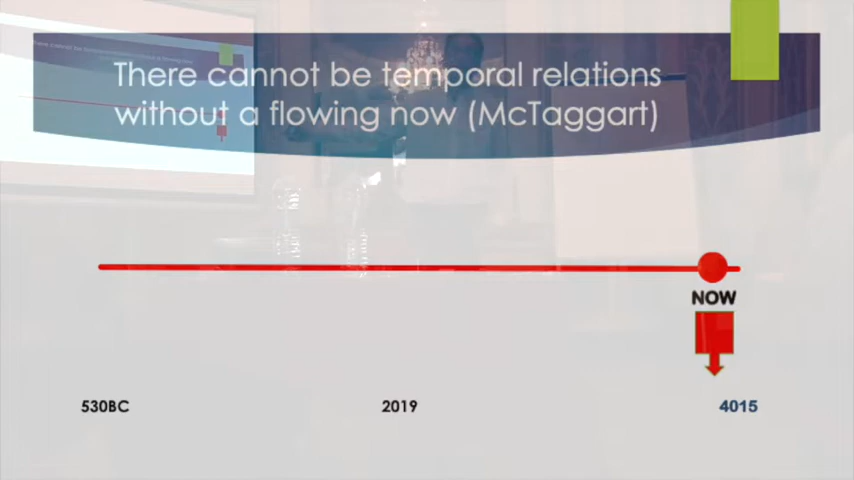 There cannot be temporal relations
without a flowing now (McTaggart)
NOW
530BC 2019 4015